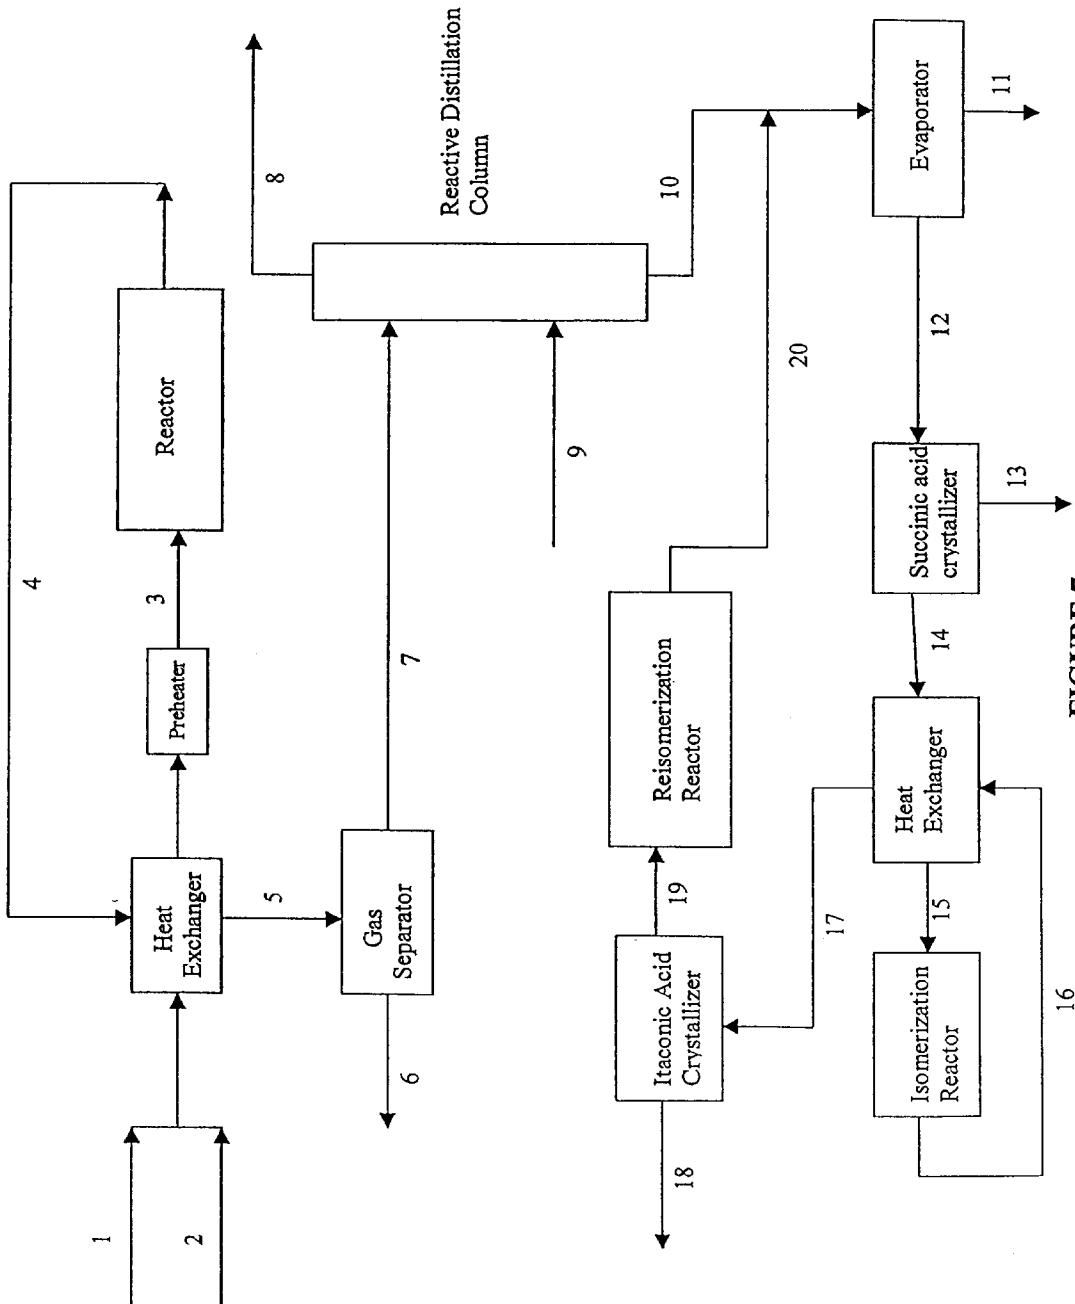 1
2
Heat
Exchanger
Preheater
3
Reactor
4
5
Gas
Separator
6
7
8
Reactive Distillation
Column
9
10
Evaporator
11
12
Succinic acid
crystallizer
13
14
Heat
Exchanger
15
Isomerization
Reactor
16
17
Itaconic Acid
Crystallizer
18
19
Reisomerization
Reactor
20